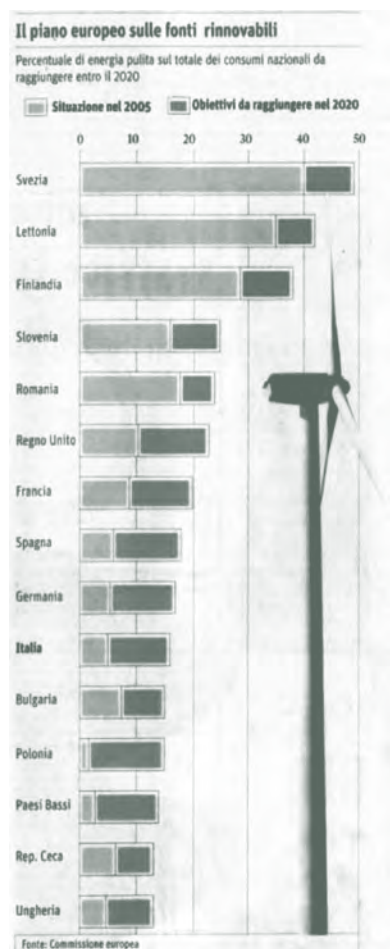 Il piano europeo sulle fonti rinnovabili
Percentuale di energia pulita sul totale dei consumi nazionali da
raggiungere entro il 2020
Situazione nel 2005 Obiettivi da raggiungere nel 2020
0 10 20 30 40 50
Svezia
Lettonia
Finlandia
Slovenia
Romania
Regno Unito
Francia
Spagna
Germania
Italia
Bulgaria
Polonia
Paesi Bassi
Rep. Ceca
Ungheria
Fonte: Commissione europea